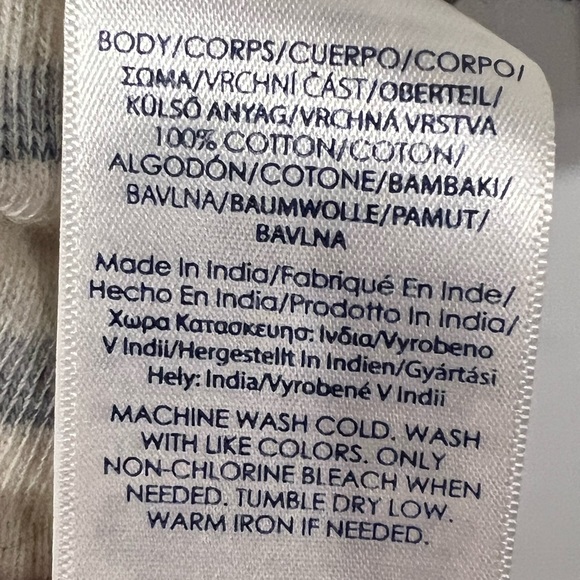 BODY/CORPS/CUERPO/CORPO/
ΣΩΜΑ/VRCHNÍ ČÁST/OBERTEIL/
KÜLSŐ ANYAG/VRCHNÁ VRSTVA
100% COTTON/COTON/
ALGODÓN/COTONE/BAMBAKI/
BAVLNA/BAUMWOLLE/PAMUT/
BAVLNA
Made In India/Fabriqué En Inde/
Hecho En India/Prodotto In India/
Χωρα Κατασκευησ: Ινδια/Vyrobeno
V Indii/Hergestellt In Indien/Gyártási
Hely: India/Vyrobené V Indii
MACHINE WASH COLD. WASH
WITH LIKE COLORS. ONLY
NON-CHLORINE BLEACH WHEN
NEEDED. TUMBLE DRY LOW.
WARM IRON IF NEEDED.